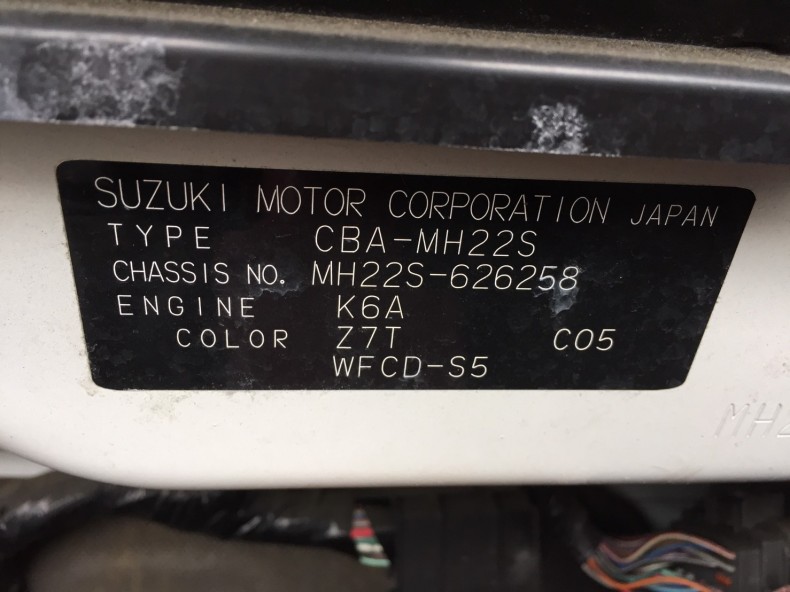 SUZUKI MOTOR CORPORATION JAPAN
TYPE CBA-MH22S
CHASSIS NO. MH22S-626258
ENGINE K6A
COLOR Z7T C05
WFCD-S5